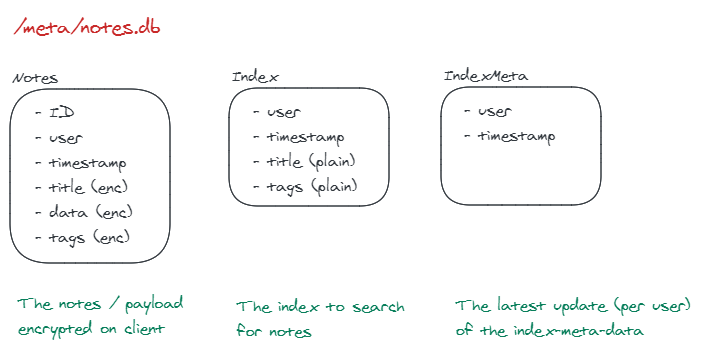 /meta/notes.db
Notes
- ID
- user
- timestamp
- title (enc)
- data (enc)
- tags (enc)
The notes / payload
encrypted on client
Index
- user
- timestamp
- title (plain)
- tags (plain)
The index to search
for notes
IndexMeta
- user
- timestamp
The latest update (per user)
of the index-meta-data